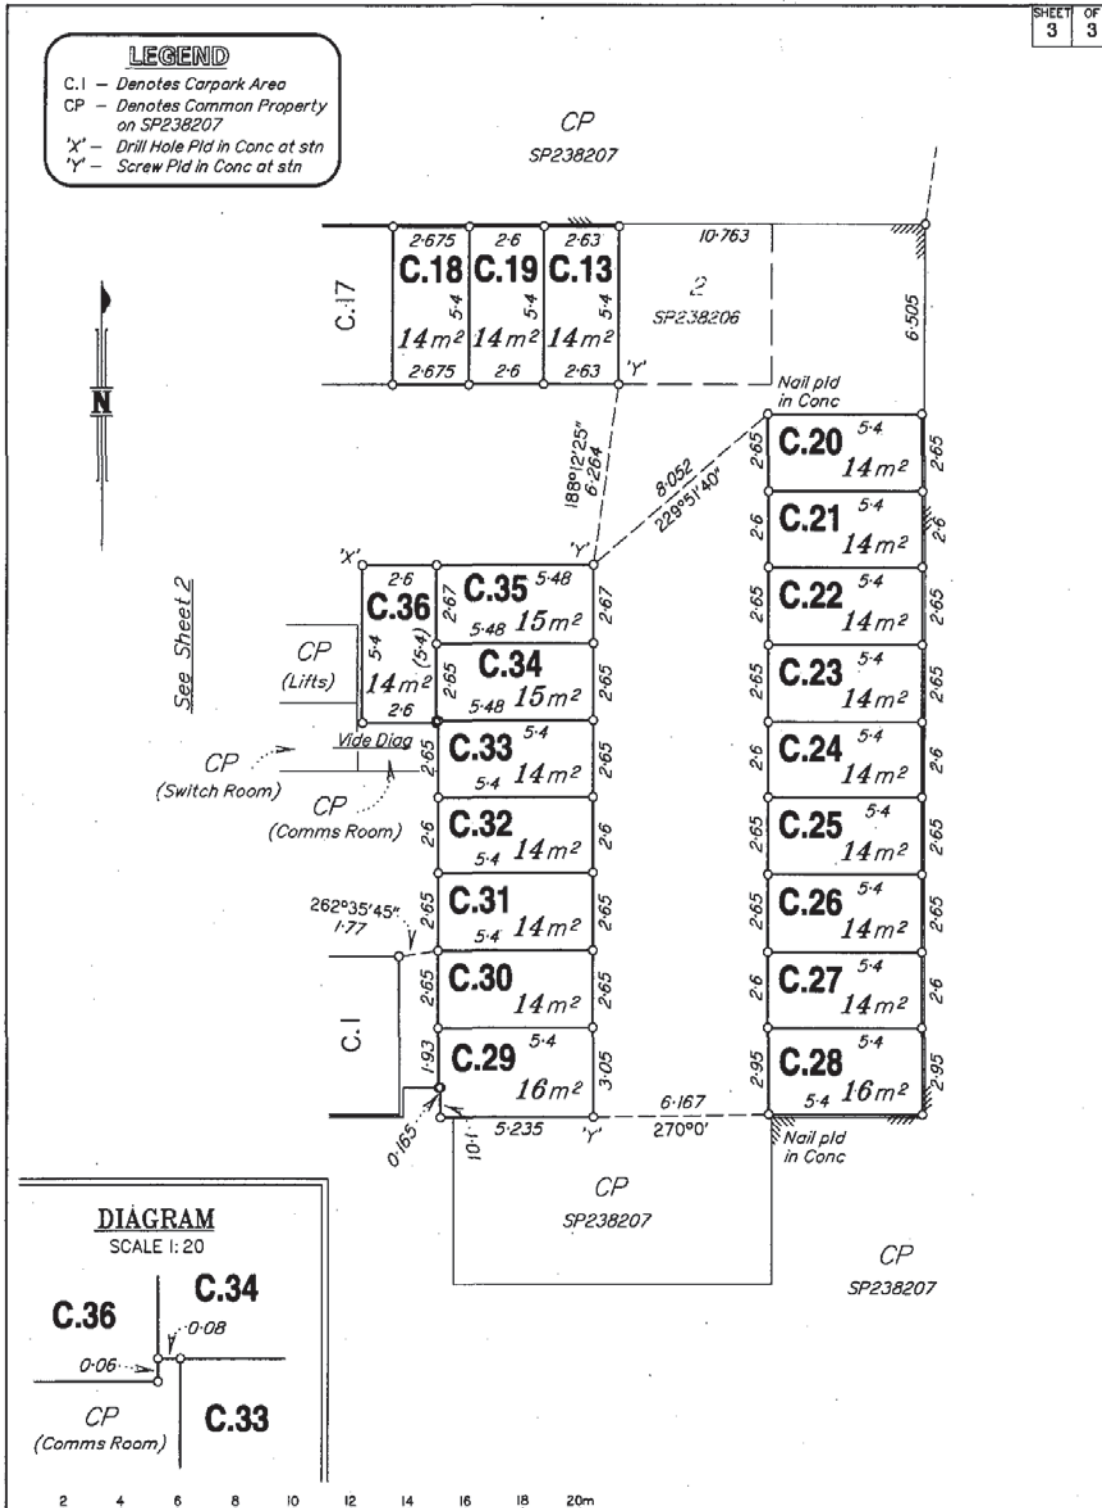 SHEET OF
3 3
LEGEND
C.1 – Denotes Carpark Area
CP – Denotes Common Property
on SP238207
'X' – Drill Hole Pld in Conc at stn
'Y' – Screw Pld in Conc at stn
CP
SP238207
2.675 2.6 2.63 10.763
C.17 C.18 C.19 C.13
5.4 5.4 5.4
14m² 14m² 14m²
2.675 2.6 2.63 'Y'
2
SP238206
6.505
N
Nail pld
in Conc
188°12'25"
6.264
8.052
229°51'40"
2.65 C.20 5.4 14m² 2.65
2.6 C.21 5.4 14m² 2.6
2.65 C.22 5.4 14m² 2.65
2.65 C.23 5.4 14m² 2.65
2.6 C.24 5.4 14m² 2.6
2.65 C.25 5.4 14m² 2.65
2.65 C.26 5.4 14m² 2.65
2.6 C.27 5.4 14m² 2.6
2.95 C.28 5.4 5.4 16m² 2.95
See Sheet 2
'X' 'Y'
2.6 C.36 5.4 (5.4) 14m² 2.6
2.67 C.35 5.48 5.48 15m² 2.67
2.65 C.34 5.48 15m² 2.65
2.65 C.33 5.4 5.4 14m² 2.65
2.6 C.32 5.4 14m² 2.6
2.65 C.31 5.4 14m² 2.65
2.65 C.30 14m² 2.65
1.93 C.29 5.4 16m² 3.05
CP
(Lifts)
Vide Diag
CP
(Switch Room)
CP
(Comms Room)
262°35'45"
1.77
C.1
0.165
10.1
5.235 'Y'
6.167
270°0'
Nail pld
in Conc
CP
SP238207
CP
SP238207
DIAGRAM
SCALE 1:20
C.36
C.34
0.08
0.06
CP
(Comms Room)
C.33
2 4 6 8 10 12 14 16 18 20m